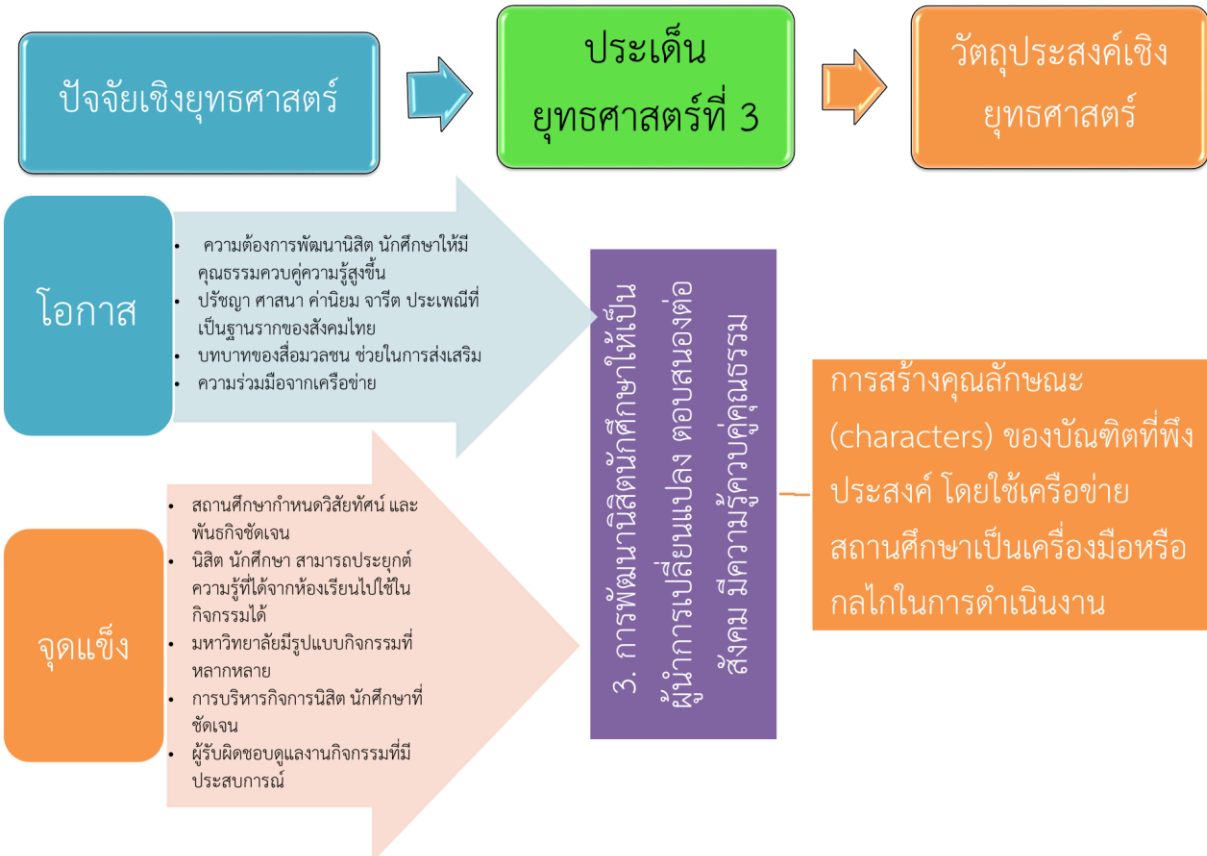 ปัจจัยเชิงยุทธศาสตร์
ประเด็น
ยุทธศาสตร์ที่ 3
วัตถุประสงค์เชิง
ยุทธศาสตร์
โอกาส
• ความต้องการพัฒนานิสิต นักศึกษาให้มี
คุณธรรมควบคู่ความรู้สูงขึ้น
• ปรัชญา ศาสนา ค่านิยม จารีต ประเพณีที่
เป็นฐานรากของสังคมไทย
• บทบาทของสื่อมวลชน ช่วยในการส่งเสริม
• ความร่วมมือจากเครือข่าย
จุดแข็ง
• สถานศึกษากำหนดวิสัยทัศน์ และ
พันธกิจชัดเจน
• นิสิต นักศึกษา สามารถประยุกต์
ความรู้ที่ได้จากห้องเรียนไปใช้ใน
กิจกรรมได้
• มหาวิทยาลัยมีรูปแบบกิจกรรมที่
หลากหลาย
• การบริหารกิจการนิสิต นักศึกษาที่
ชัดเจน
• ผู้รับผิดชอบดูแลงานกิจกรรมที่มี
ประสบการณ์
3. การพัฒนานิสิตนักศึกษาให้เป็น
ผู้นำการเปลี่ยนแปลง ตอบสนองต่อ
สังคม มีความรู้ควบคู่คุณธรรม
การสร้างคุณลักษณะ
(characters) ของบัณฑิตที่พึง
ประสงค์ โดยใช้เครือข่าย
สถานศึกษาเป็นเครื่องมือหรือ
กลไกในการดำเนินงาน